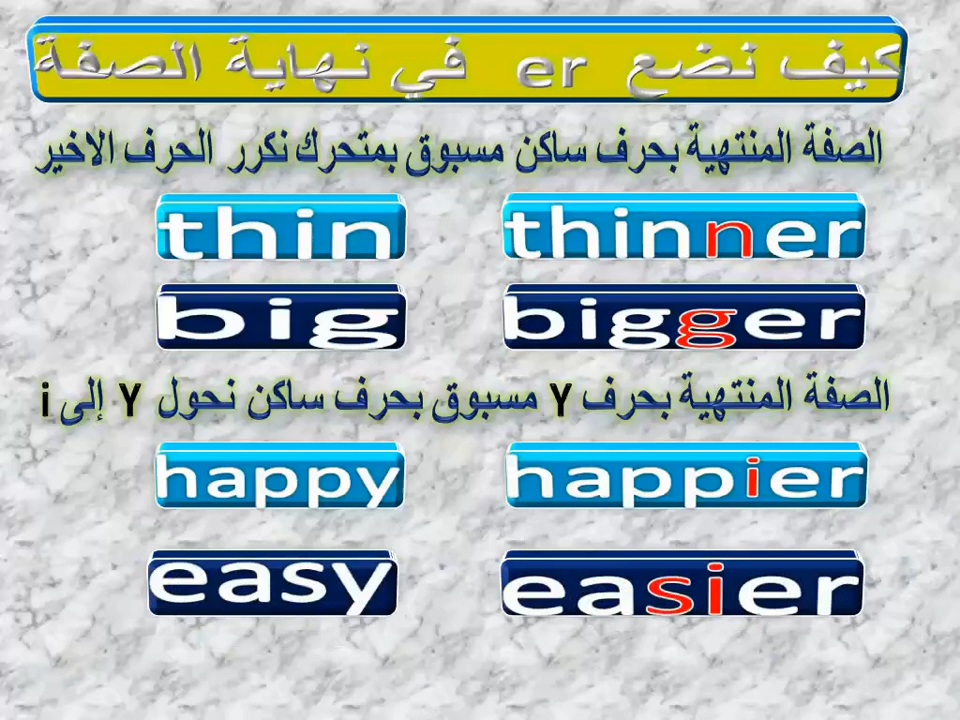 كيف نضع er في نهاية الصفة
الصفة المنتهية بحرف ساكن مسبوق بمتحرك نكرر الحرف الاخير
thin thinner
big bigger
الصفة المنتهية بحرف Y مسبوق بحرف ساكن نحول Y إلى i
happy happier
easy easier